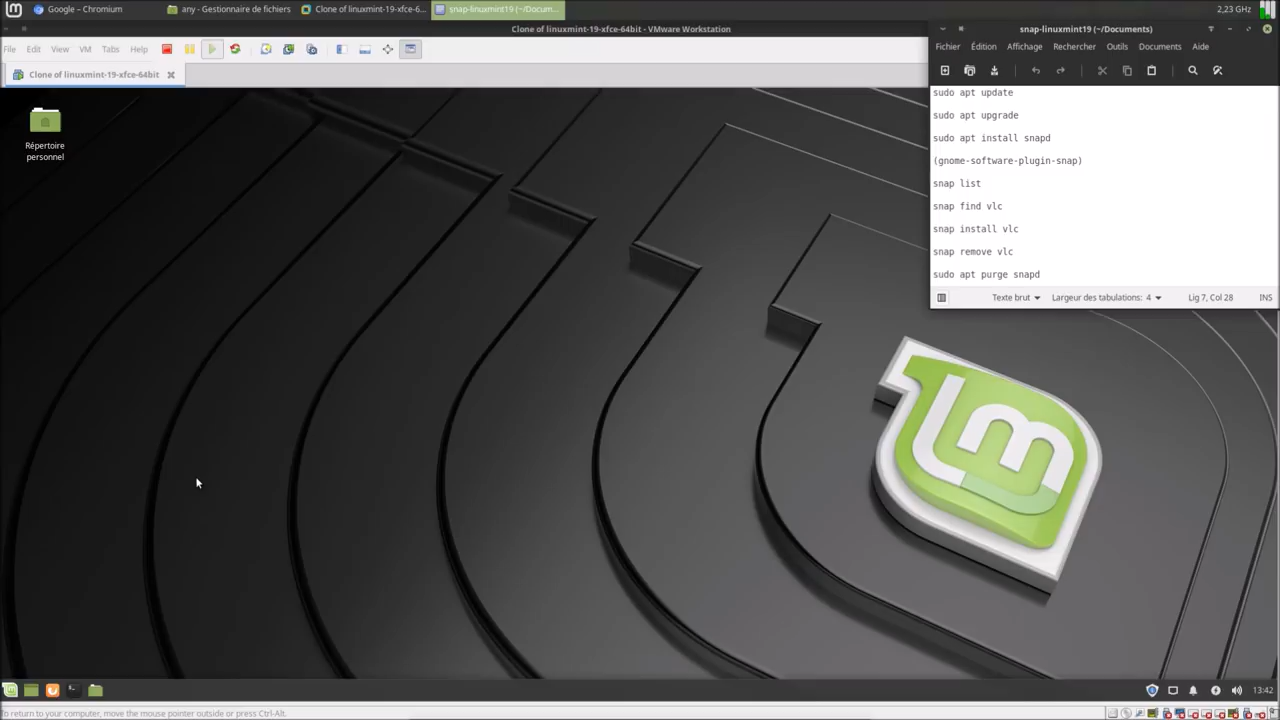 Google – Chromium
any - Gestionnaire de fichiers
Clone of linuxmint-19-xfce-6...
snap-linuxmint19 (~/Docum...
2,23 GHz
Clone of linuxmint-19-xfce-64bit - VMware Workstation
File Edit View VM Tabs Help
Clone of linuxmint-19-xfce-64bit
Répertoire
personnel
snap-linuxmint19 (~/Documents)
Fichier Édition Affichage Rechercher Outils Documents Aide
sudo apt update
sudo apt upgrade
sudo apt install snapd
(gnome-software-plugin-snap)
snap list
snap find vlc
snap install vlc
snap remove vlc
sudo apt purge snapd
Texte brut Largeur des tabulations: 4 Lig 7, Col 28 INS
lm
13:42
To return to your computer, move the mouse pointer outside or press Ctrl-Alt.